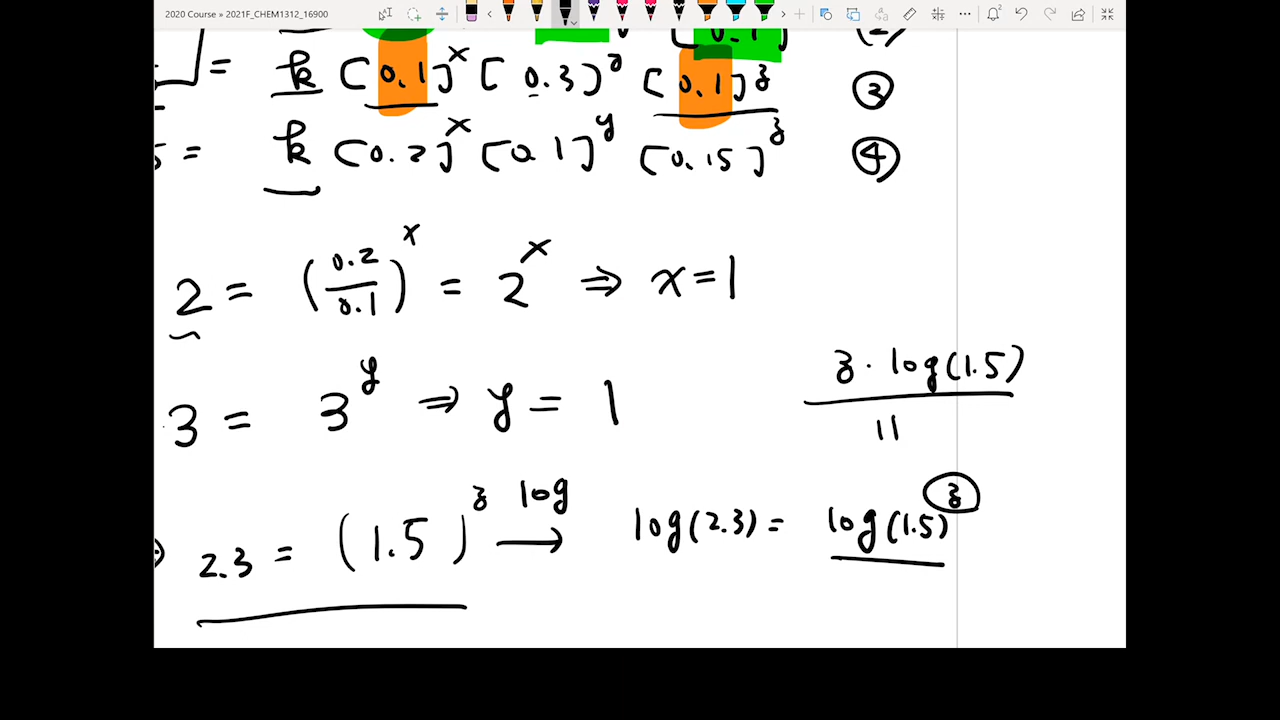 2020 Course » 2021F_CHEM1312_16900
= k [0.1]^x [0.3]^y [0.1]^z ③
5 = k [0.2]^x [0.1]^y [0.15]^z ④
2 = (0.2/0.1)^x = 2^x ⇒ x = 1
z · log(1.5)
3 = 3^y ⇒ y = 1
11
2.3 = (1.5)^z log → log(2.3) = log(1.5)^z